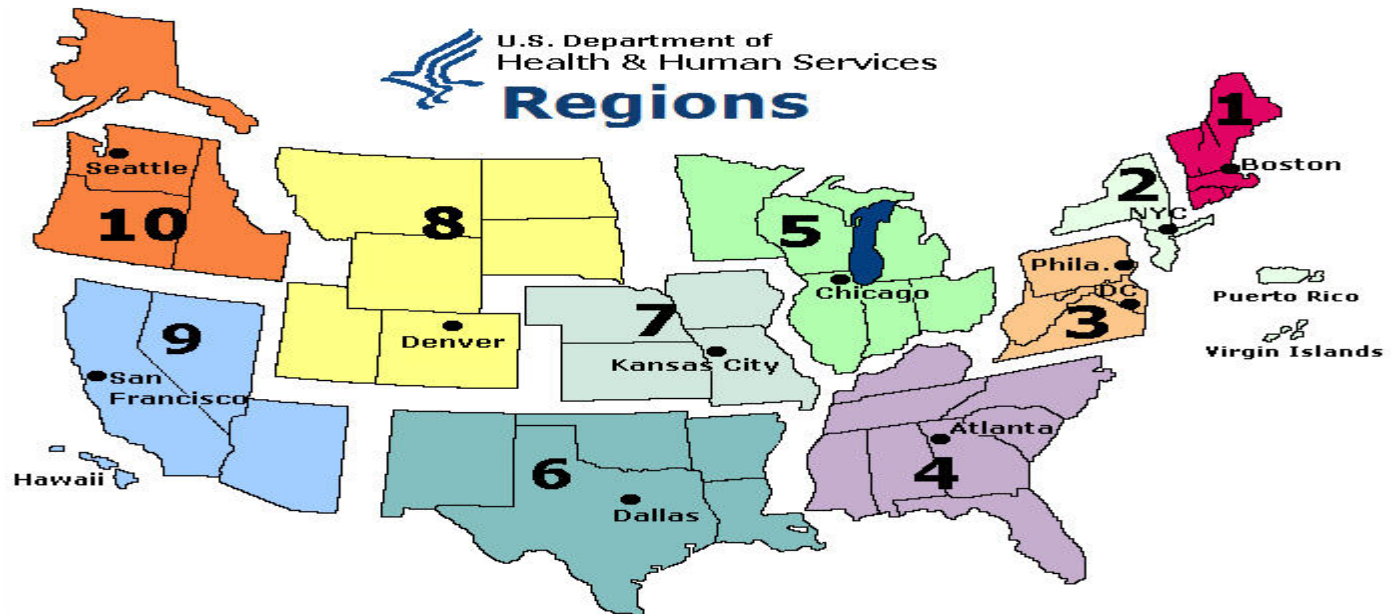 U.S. Department of
Health & Human Services
Regions
1
Boston
2
NYC
Seattle
10
8
5
Phila.
DC
3
Chicago
Puerto Rico
Virgin Islands
7
Denver
Kansas City
9
San
Francisco
Atlanta
4
Hawaii
6
Dallas